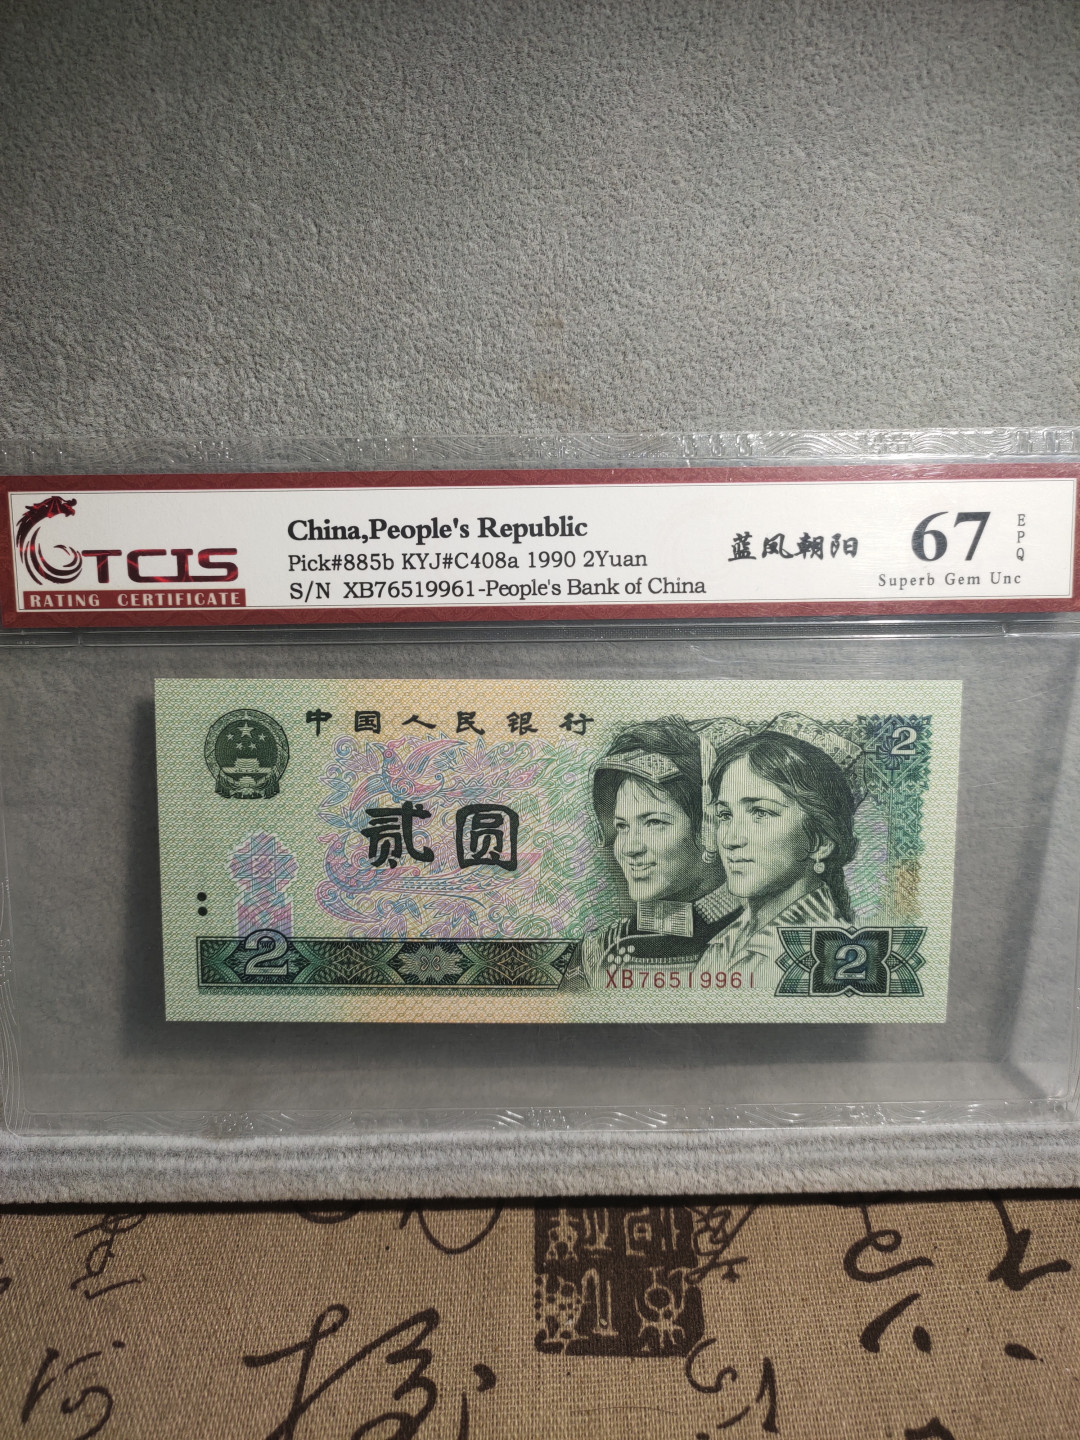 TCIS
RATING CERTIFICATE
China,People's Republic
Pick#885b KYJ#C408a 1990 2Yuan
S/N XB76519961-People's Bank of China
蓝凤朝阳
67
EPQ
Superb Gem Unc
中国人民银行
2
贰圆
2
XB76519961
2